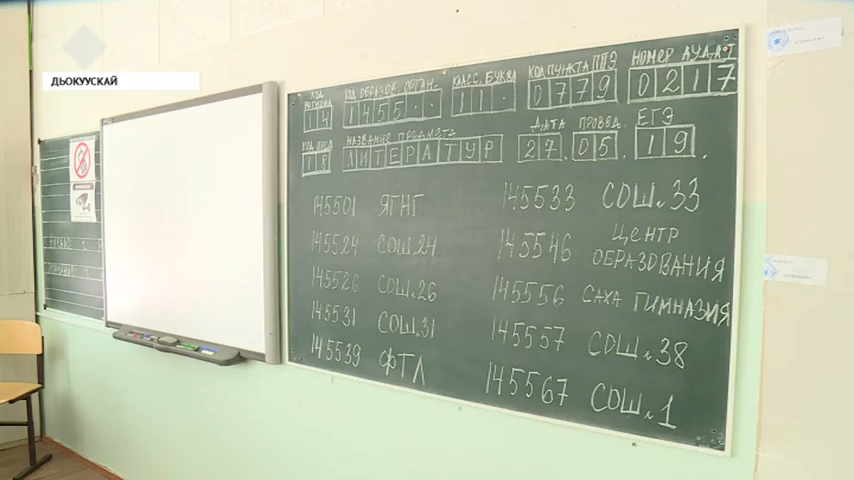 ДЬОКУУСКАЙ
КОД РЕГИОНА КОД ОБРАЗОВ. ОРГАН. КЛАСС. БУКВА КОД ПУНКТА ППЭ НОМЕР АУД.
14 1455·· 11· 0779 0217
КОД ПРЕД. НАЗВАНИЕ ПРЕДМЕТА ДАТА ПРОВЕД. ЕГЭ
18 ЛИТЕРАТУР 27.05.19.
145501 ЯГНГ
145524 СОШ.24
145526 СОШ.26
145531 СОШ.31
145539 ФТЛ
145533 СОШ.33
145546 ЦЕНТР
ОБРАЗОВАНИЯ
145556 САХА ГИМНАЗИЯ
145557 СОШ.38
145567 СОШ.1